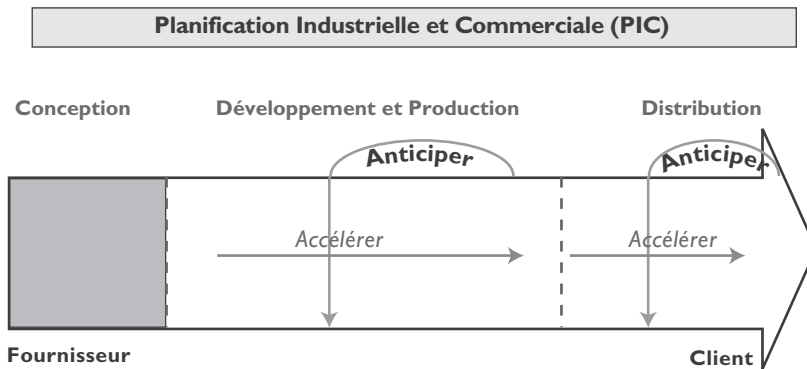 Planification Industrielle et Commerciale (PIC)
Conception
Développement et Production
Distribution
Anticiper
Anticiper
Accélérer
Accélérer
Fournisseur
Client